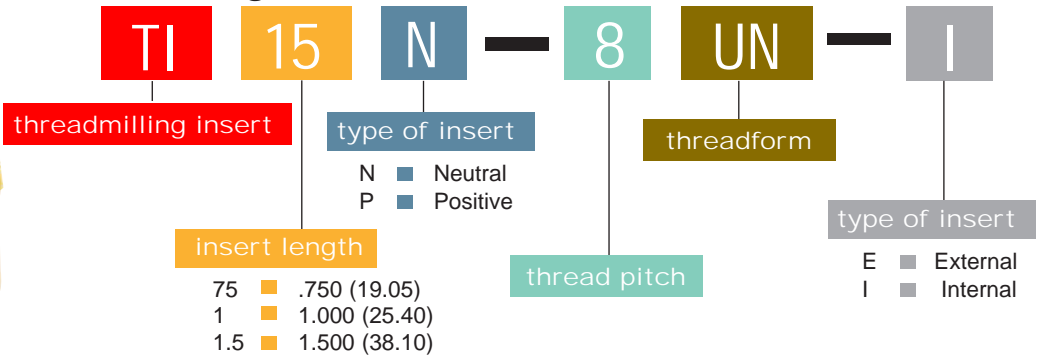 TI 15 N — 8 UN — I
threadmilling insert
type of insert
N Neutral
P Positive
threadform
insert length
75 .750 (19.05)
1 1.000 (25.40)
1.5 1.500 (38.10)
thread pitch
type of insert
E External
I Internal